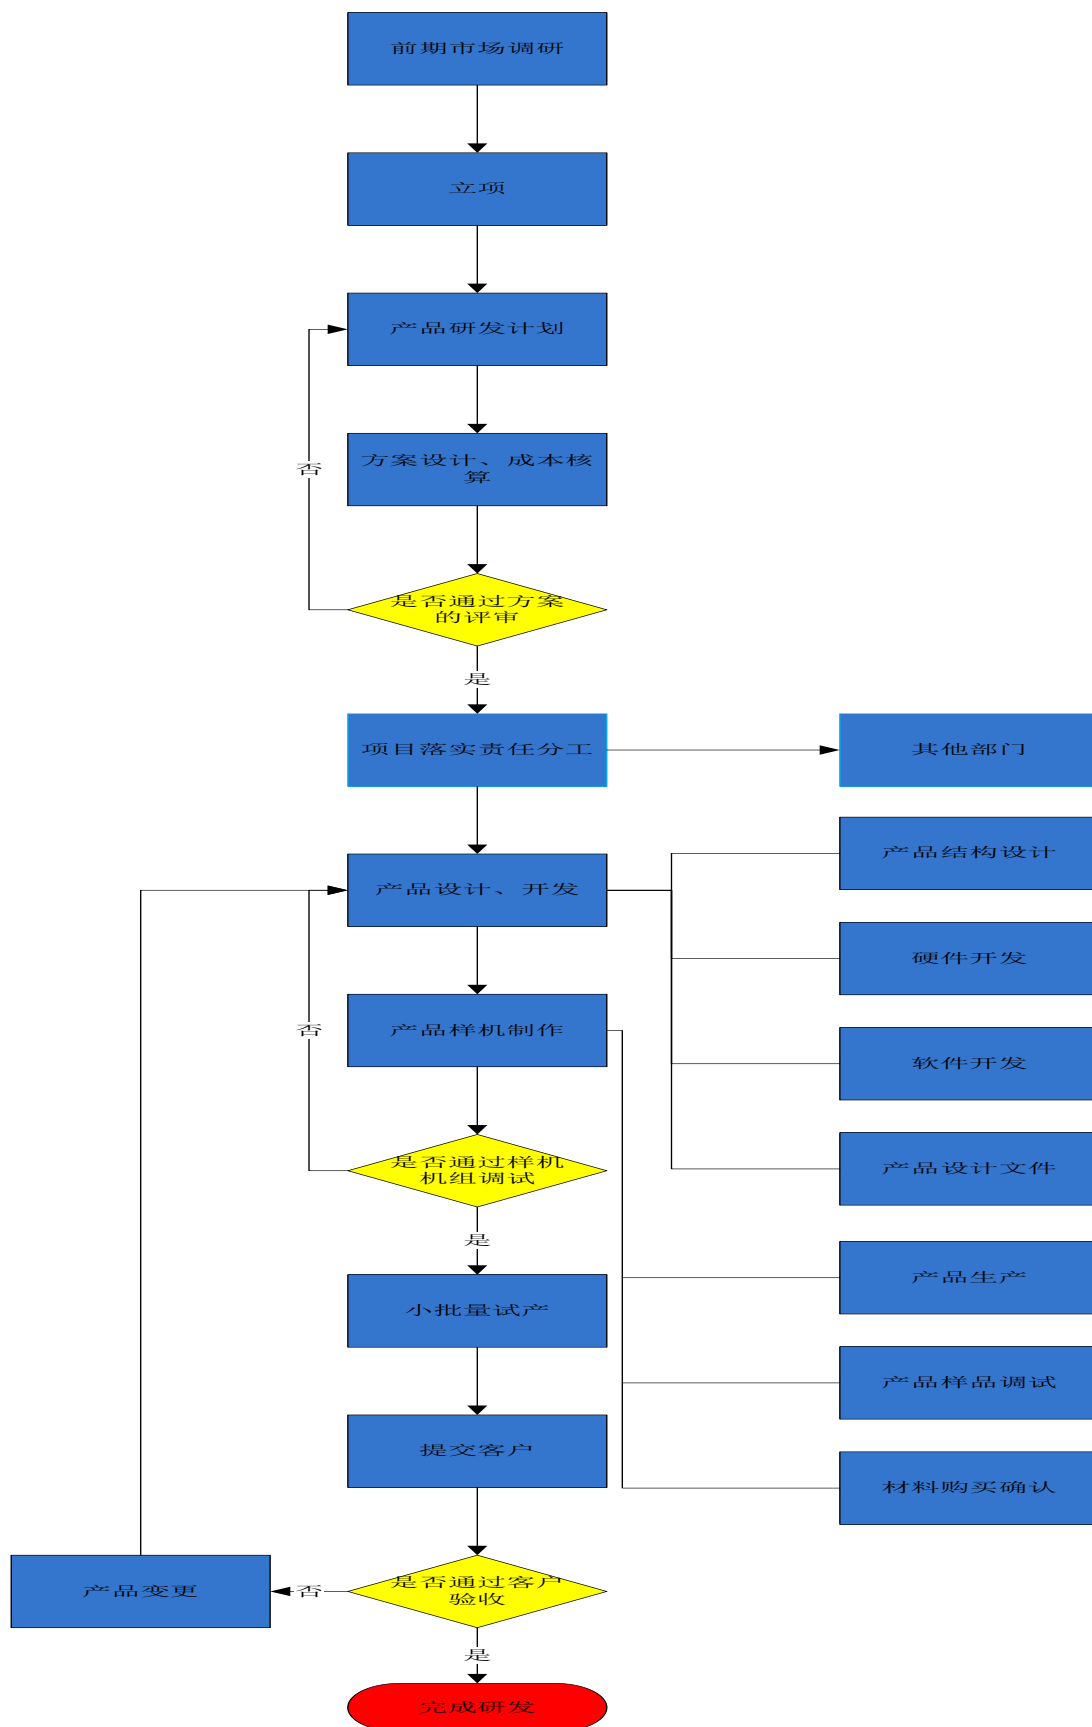 前期市场调研
立项
产品研发计划
方案设计、成本核
算
否
是否通过方案
的评审
是
项目落实责任分工
其他部门
产品结构设计
产品设计、开发
硬件开发
否
产品样机制作
软件开发
是否通过样机
机组调试
产品设计文件
是
产品生产
小批量试产
产品样品调试
提交客户
材料购买确认
产品变更
否
是否通过客户
验收
是
完成研发